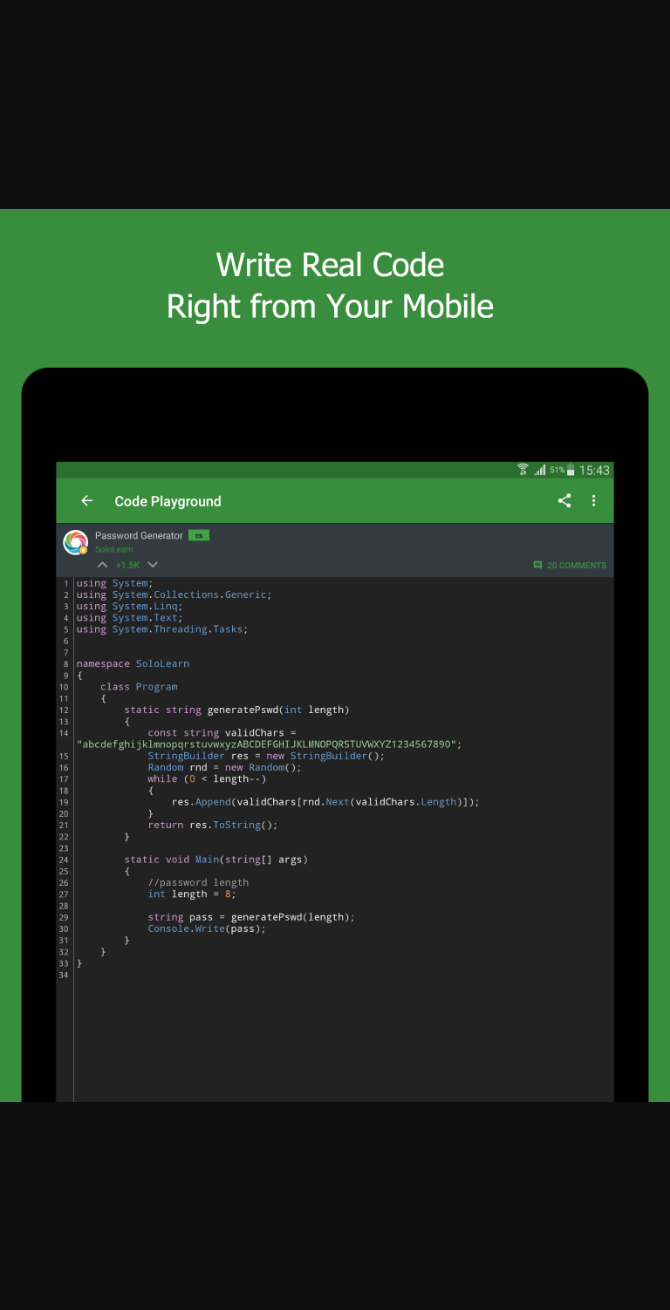 Write Real Code
Right from Your Mobile
51% 15:43
Code Playground
Password Generator cs
SoloLearn
+1.5K 20 COMMENTS
1 using System;
2 using System.Collections.Generic;
3 using System.Linq;
4 using System.Text;
5 using System.Threading.Tasks;
6
7
8 namespace SoloLearn
9 {
10 class Program
11 {
12 static string generatePswd(int length)
13 {
14 const string validChars =
"abcdefghijklmnopqrstuvwxyzABCDEFGHIJKLMNOPQRSTUVWXYZ1234567890";
15 StringBuilder res = new StringBuilder();
16 Random rnd = new Random();
17 while (0 < length--)
18 {
19 res.Append(validChars[rnd.Next(validChars.Length)]);
20 }
21 return res.ToString();
22 }
23
24 static void Main(string[] args)
25 {
26 //password length
27 int length = 8;
28
29 string pass = generatePswd(length);
30 Console.Write(pass);
31 }
32 }
33 }
34